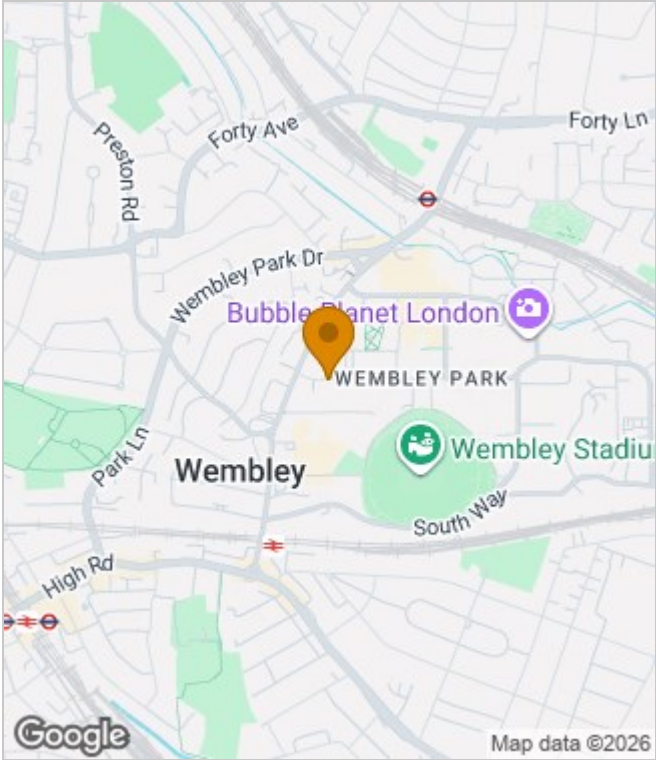 Forty Ave
Forty Ln
Preston Rd
Wembley Park Dr
Bubble Planet London
WEMBLEY PARK
Park Ln
Wembley
Wembley Stadiu
South Way
High Rd
Google
Map data ©2026